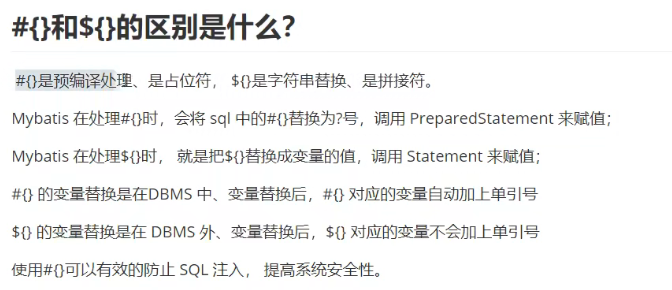 #{}和${}的区别是什么？
#{}是预编译处理、是占位符， ${}是字符串替换、是拼接符。
Mybatis 在处理#{}时，会将 sql 中的#{}替换为?号，调用 PreparedStatement 来赋值；
Mybatis 在处理${}时， 就是把${}替换成变量的值，调用 Statement 来赋值；
#{} 的变量替换是在DBMS 中、变量替换后，#{} 对应的变量自动加上单引号
${} 的变量替换是在 DBMS 外、变量替换后，${} 对应的变量不会加上单引号
使用#{}可以有效的防止 SQL 注入， 提高系统安全性。